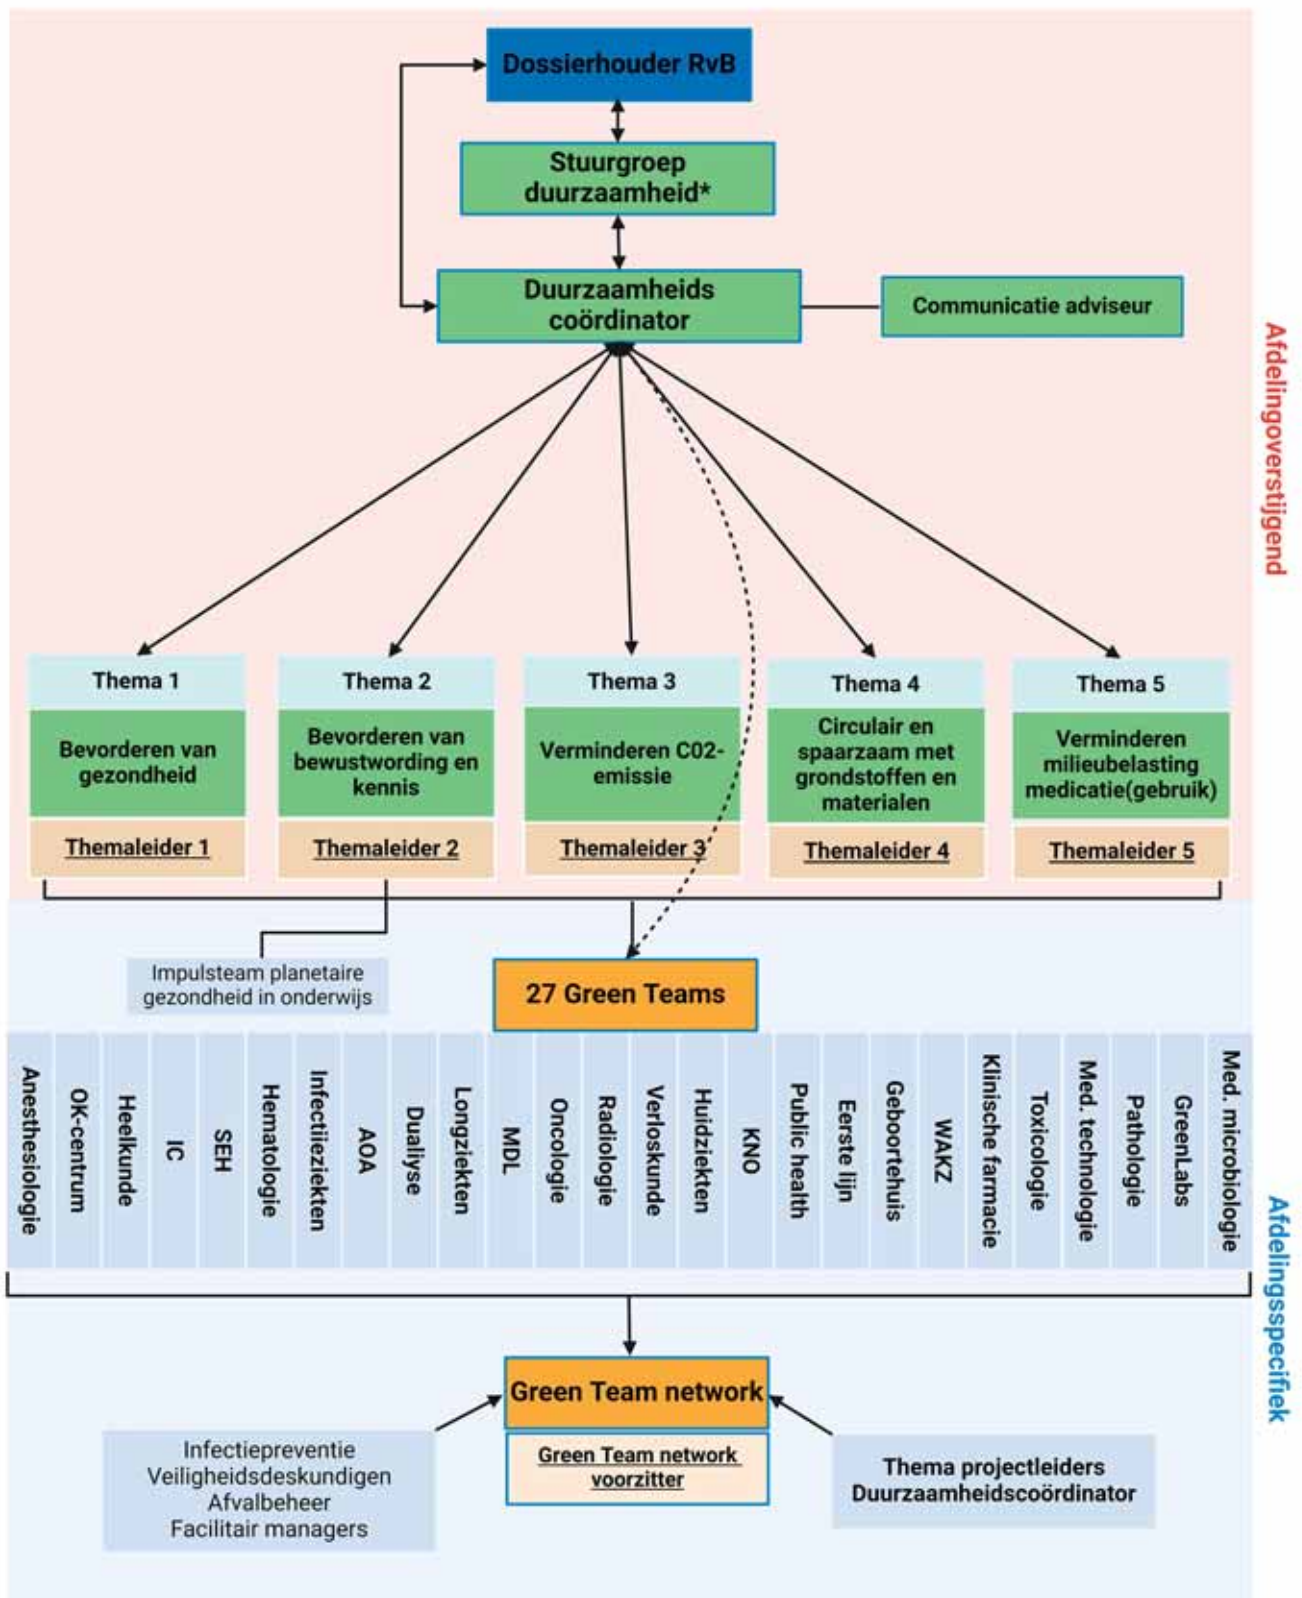 Dossierhouder RvB
Stuurgroep
duurzaamheid*
Duurzaamheids
coördinator
Communicatie adviseur
Afdelingoverstijgend
Thema 1
Bevorderen van
gezondheid
Themaleider 1
Thema 2
Bevorderen van
bewustwording en
kennis
Themaleider 2
Thema 3
Verminderen C02-
emissie
Themaleider 3
Thema 4
Circulair en
spaarzaam met
grondstoffen en
materialen
Themaleider 4
Thema 5
Verminderen
milieubelasting
medicatie(gebruik)
Themaleider 5
Impulsteam planetaire
gezondheid in onderwijs
27 Green Teams
Anesthesiologie
OK-centrum
Heelkunde
IC
SEH
Hematologie
Infectieziekten
AOA
Dualyse
Longziekten
MDL
Oncologie
Radiologie
Verloskunde
Huidziekten
KNO
Public health
Eerste lijn
Geboortehuis
WAKZ
Klinische farmacie
Toxicologie
Med. technologie
Pathologie
GreenLabs
Med. microbiologie
Afdelingsspecifiek
Green Team network
Green Team network
voorzitter
Infectiepreventie
Veiligheidsdeskundigen
Afvalbeheer
Facilitair managers
Thema projectleiders
Duurzaamheidscoördinator